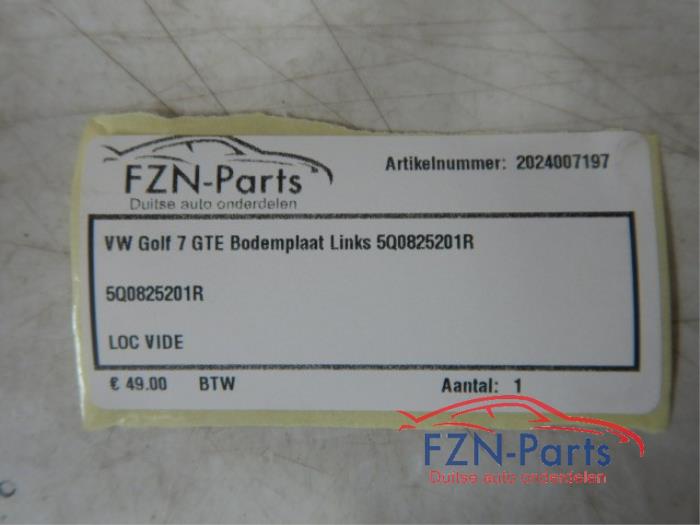 FZN-Parts
Duitse auto onderdelen
Artikelnummer: 2024007197
VW Golf 7 GTE Bodemplaat Links 5Q0825201R
5Q0825201R
LOC VIDE
€ 49.00 BTW Aantal: 1
FZN-Parts
Duitse auto onderdelen